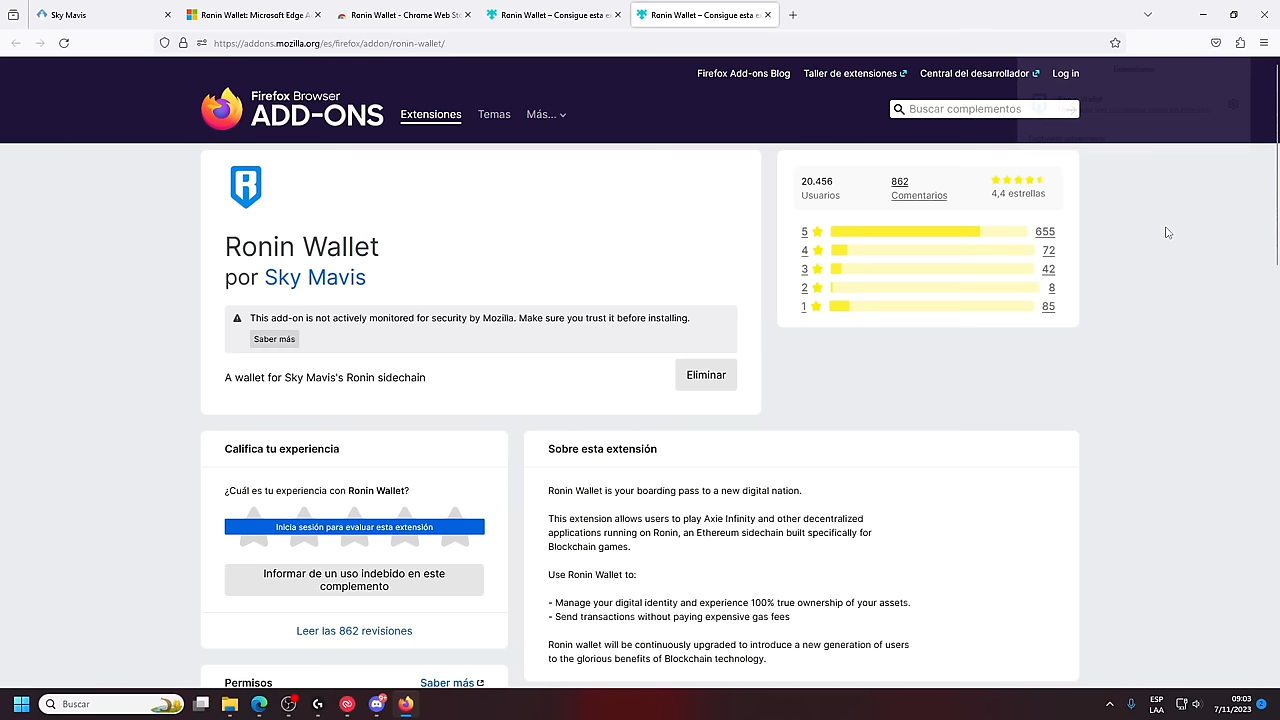 Sky Mavis
Ronin Wallet: Microsoft Edge A
Ronin Wallet - Chrome Web St
Ronin Wallet – Consigue esta e
Ronin Wallet – Consigue esta e
https://addons.mozilla.org/es/firefox/addon/ronin-wallet/
Firefox Add-ons Blog
Taller de extensiones
Central del desarrollador
Log in
Firefox Browser
ADD-ONS
Extensiones
Temas
Más...
Buscar complementos
Ronin Wallet
por Sky Mavis
This add-on is not actively monitored for security by Mozilla. Make sure you trust it before installing.
Saber más
A wallet for Sky Mavis's Ronin sidechain
Eliminar
20.456
Usuarios
862
Comentarios
4,4 estrellas
5 655
4 72
3 42
2 8
1 85
Califica tu experiencia
¿Cuál es tu experiencia con Ronin Wallet?
Inicia sesión para evaluar esta extensión
Informar de un uso indebido en este
complemento
Leer las 862 revisiones
Permisos
Saber más
Sobre esta extensión
Ronin Wallet is your boarding pass to a new digital nation.
This extension allows users to play Axie Infinity and other decentralized
applications running on Ronin, an Ethereum sidechain built specifically for
Blockchain games.
Use Ronin Wallet to:
- Manage your digital identity and experience 100% true ownership of your assets.
- Send transactions without paying expensive gas fees
Ronin wallet will be continuously upgraded to introduce a new generation of users
to the glorious benefits of Blockchain technology.
Buscar
ESP
LAA
09:03
7/11/2023